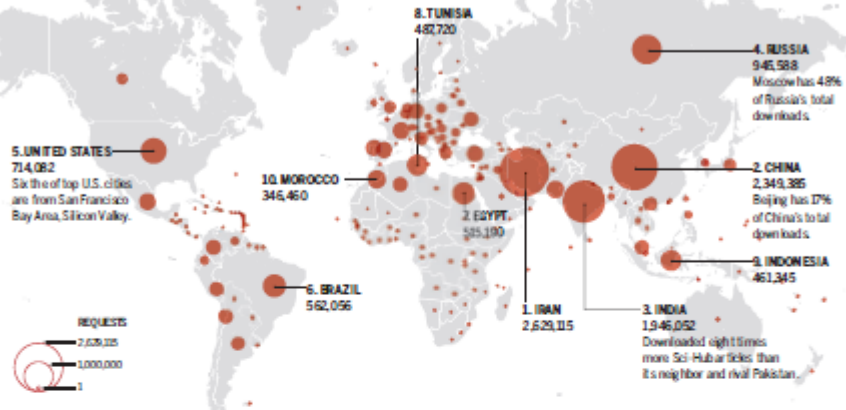 8. TUNISIA
487,720
4. RUSSIA
945,588
Moscow has 48%
of Russia's total
downloads.
5. UNITED STATES
714,082
Six the of top U.S. cities
are from San Francisco
Bay Area, Silicon Valley.
10. MOROCCO
346,460
2. CHINA
2,349,385
Beijing has 17%
of China's total
downloads.
7. EGYPT
9. INDONESIA
461,345
6. BRAZIL
562,056
1. IRAN
2,629,115
3. INDIA
1,946,052
Downloaded eight times
more Sci-Hub articles than
its neighbor and rival Pakistan.
REQUESTS
2,629,115
1,000,000
1